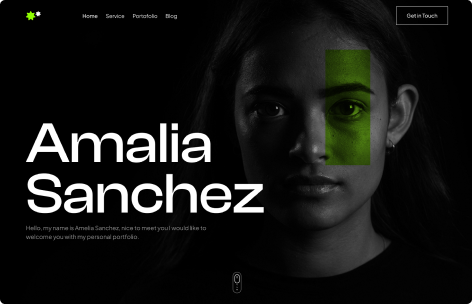 Home Service Portofolio Blog
Get in Touch
Amalia
Sanchez
Hello, my name is Amalia Sanchez, nice to meet you,I would like to
welcome you with my personal portfolio.